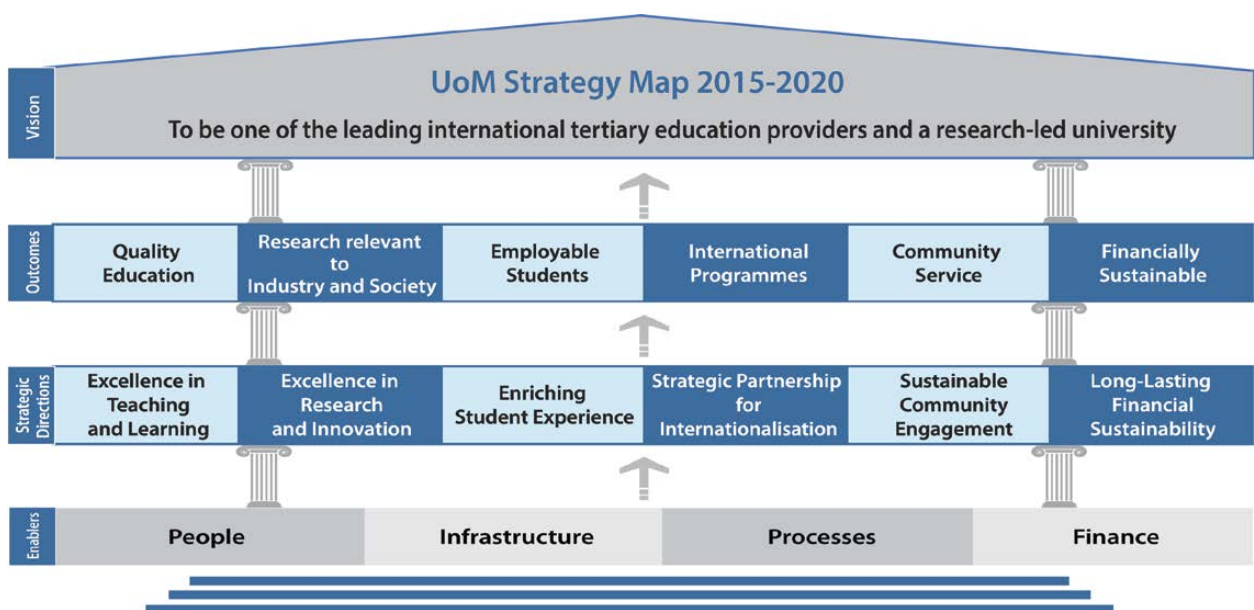 UoM Strategy Map 2015-2020
Vision
To be one of the leading international tertiary education providers and a research-led university
Outcomes
Quality
Education
Research relevant
to
Industry and Society
Employable
Students
International
Programmes
Community
Service
Financially
Sustainable
Strategic
Directions
Excellence in
Teaching
and Learning
Excellence in
Research
and Innovation
Enriching
Student Experience
Strategic Partnership
for
Internationalisation
Sustainable
Community
Engagement
Long-Lasting
Financial
Sustainability
Enablers
People
Infrastructure
Processes
Finance